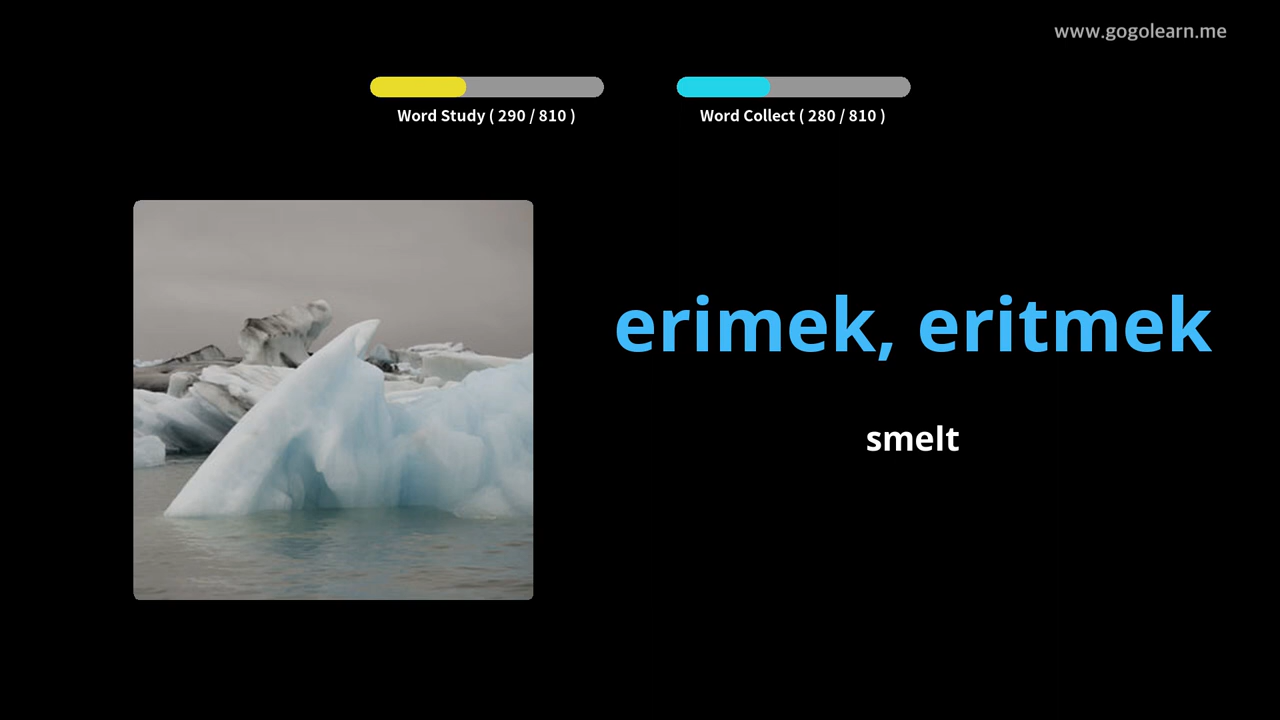 www.gogolearn.me
Word Study ( 290 / 810 )
Word Collect ( 280 / 810 )
erimek, eritmek
smelt